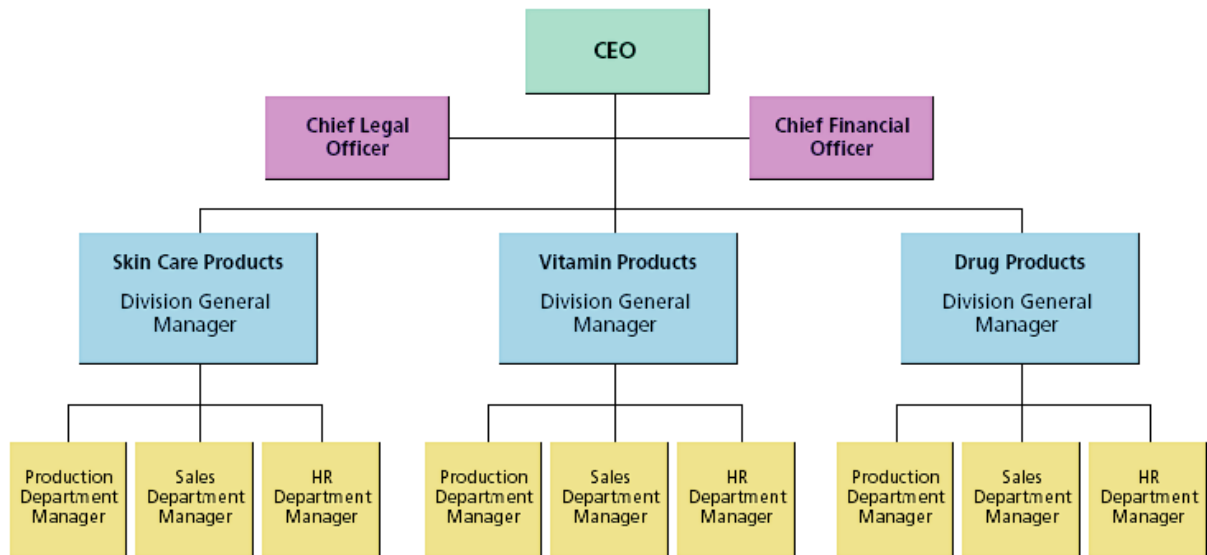 CEO
Chief Legal
Officer
Chief Financial
Officer
Skin Care Products
Division General
Manager
Vitamin Products
Division General
Manager
Drug Products
Division General
Manager
Production
Department
Manager
Sales
Department
Manager
HR
Department
Manager
Production
Department
Manager
Sales
Department
Manager
HR
Department
Manager
Production
Department
Manager
Sales
Department
Manager
HR
Department
Manager